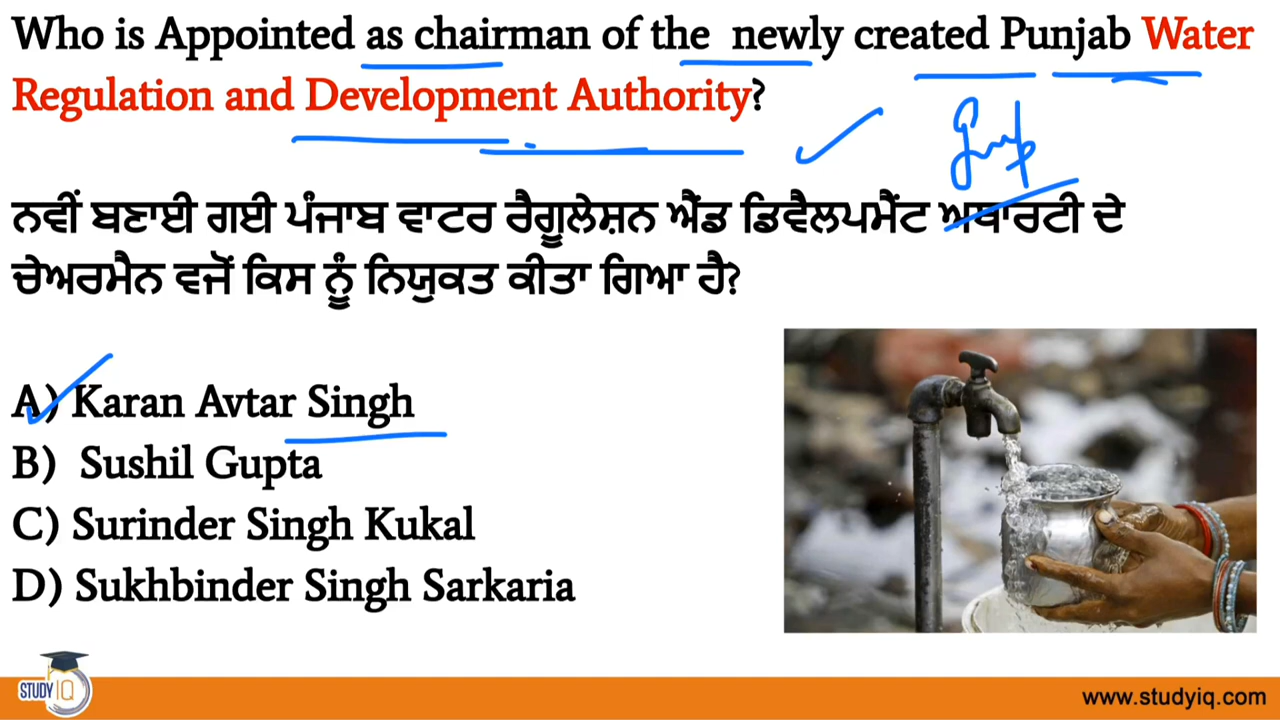 Who is Appointed as chairman of the newly created Punjab Water
Regulation and Development Authority?
ਨਵੀਂ ਬਣਾਈ ਗਈ ਪੰਜਾਬ ਵਾਟਰ ਰੈਗੂਲੇਸ਼ਨ ਐਂਡ ਡਿਵੈਲਪਮੈਂਟ ਅਥਾਰਟੀ ਦੇ
ਚੇਅਰਮੈਨ ਵਜੋਂ ਕਿਸ ਨੂੰ ਨਿਯੁਕਤ ਕੀਤਾ ਗਿਆ ਹੈ?
A) Karan Avtar Singh
B) Sushil Gupta
C) Surinder Singh Kukal
D) Sukhbinder Singh Sarkaria
STUDY IQ
www.studyiq.com